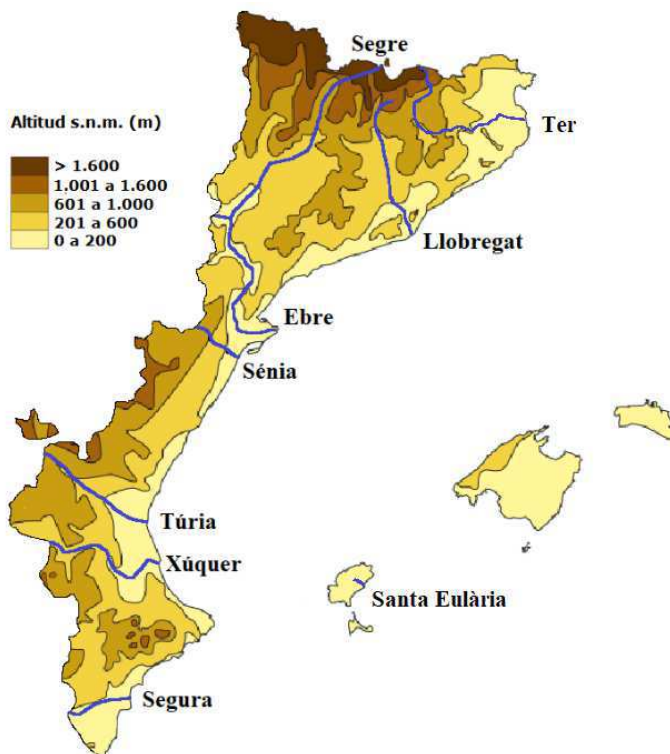 Segre
Altitud s.n.m. (m)
> 1.600
1.001 a 1.600
601 a 1.000
201 a 600
0 a 200
Ter
Llobregat
Ebre
Sénia
Túria
Xúquer
Santa Eulària
Segura